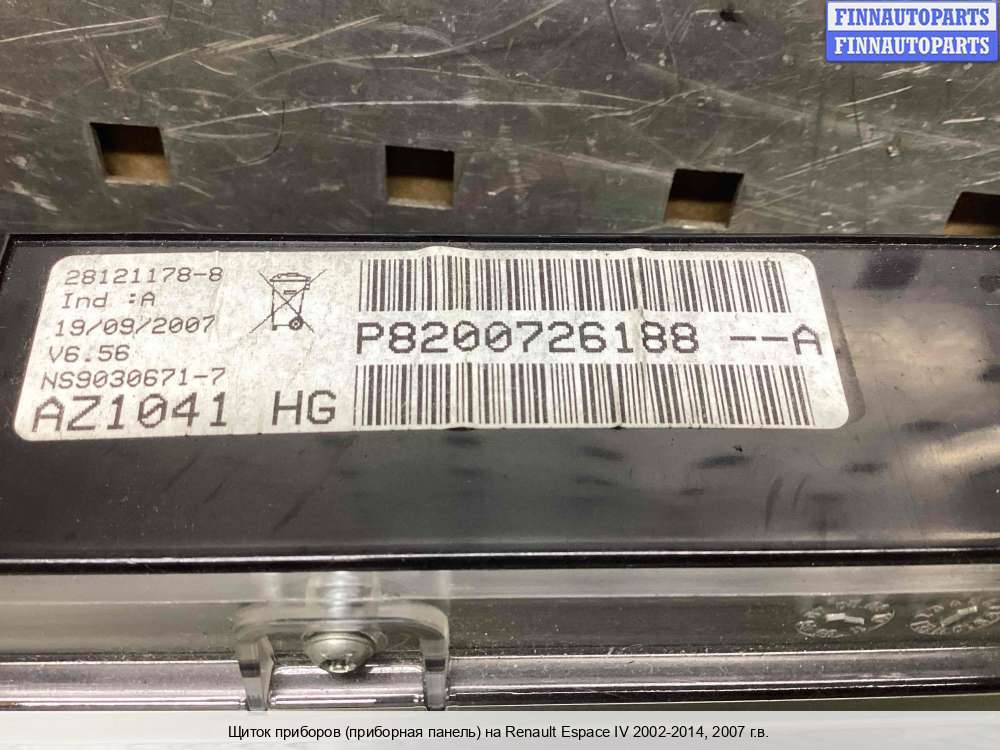 FINNAUTOPARTS
FINNAUTOPARTS
28121178-8
Ind :A
19/09/2007
V6.56
NS9030671-7
AZ1041 HG
P8200726188 --A
Щиток приборов (приборная панель) на Renault Espace IV 2002-2014, 2007 г.в.